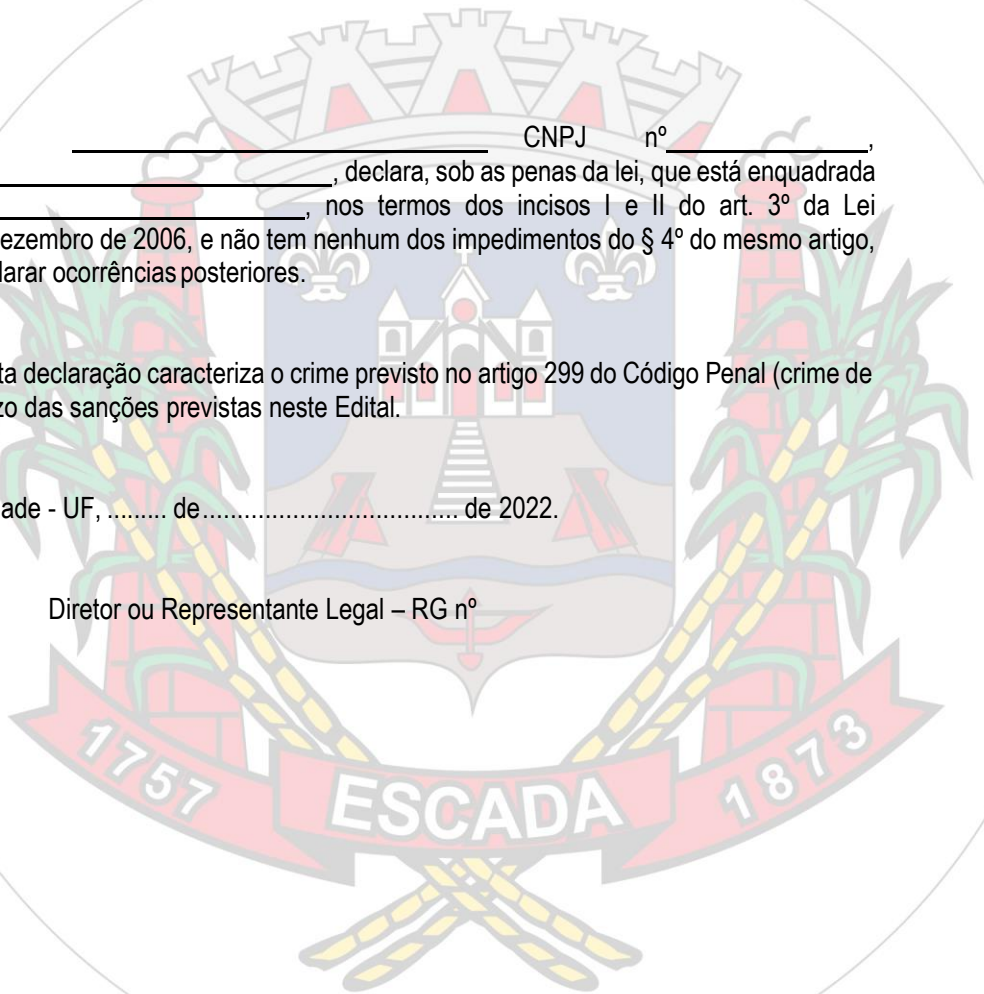 CNPJ nº ,
, declara, sob as penas da lei, que está enquadrada
, nos termos dos incisos I e II do art. 3º da Lei
ezembro de 2006, e não tem nenhum dos impedimentos do § 4º do mesmo artigo,
larar ocorrências posteriores.
ta declaração caracteriza o crime previsto no artigo 299 do Código Penal (crime de
zo das sanções previstas neste Edital.
ade - UF, ......... de..................................... de 2022.
Diretor ou Representante Legal – RG nº
1757 ESCADA 1873